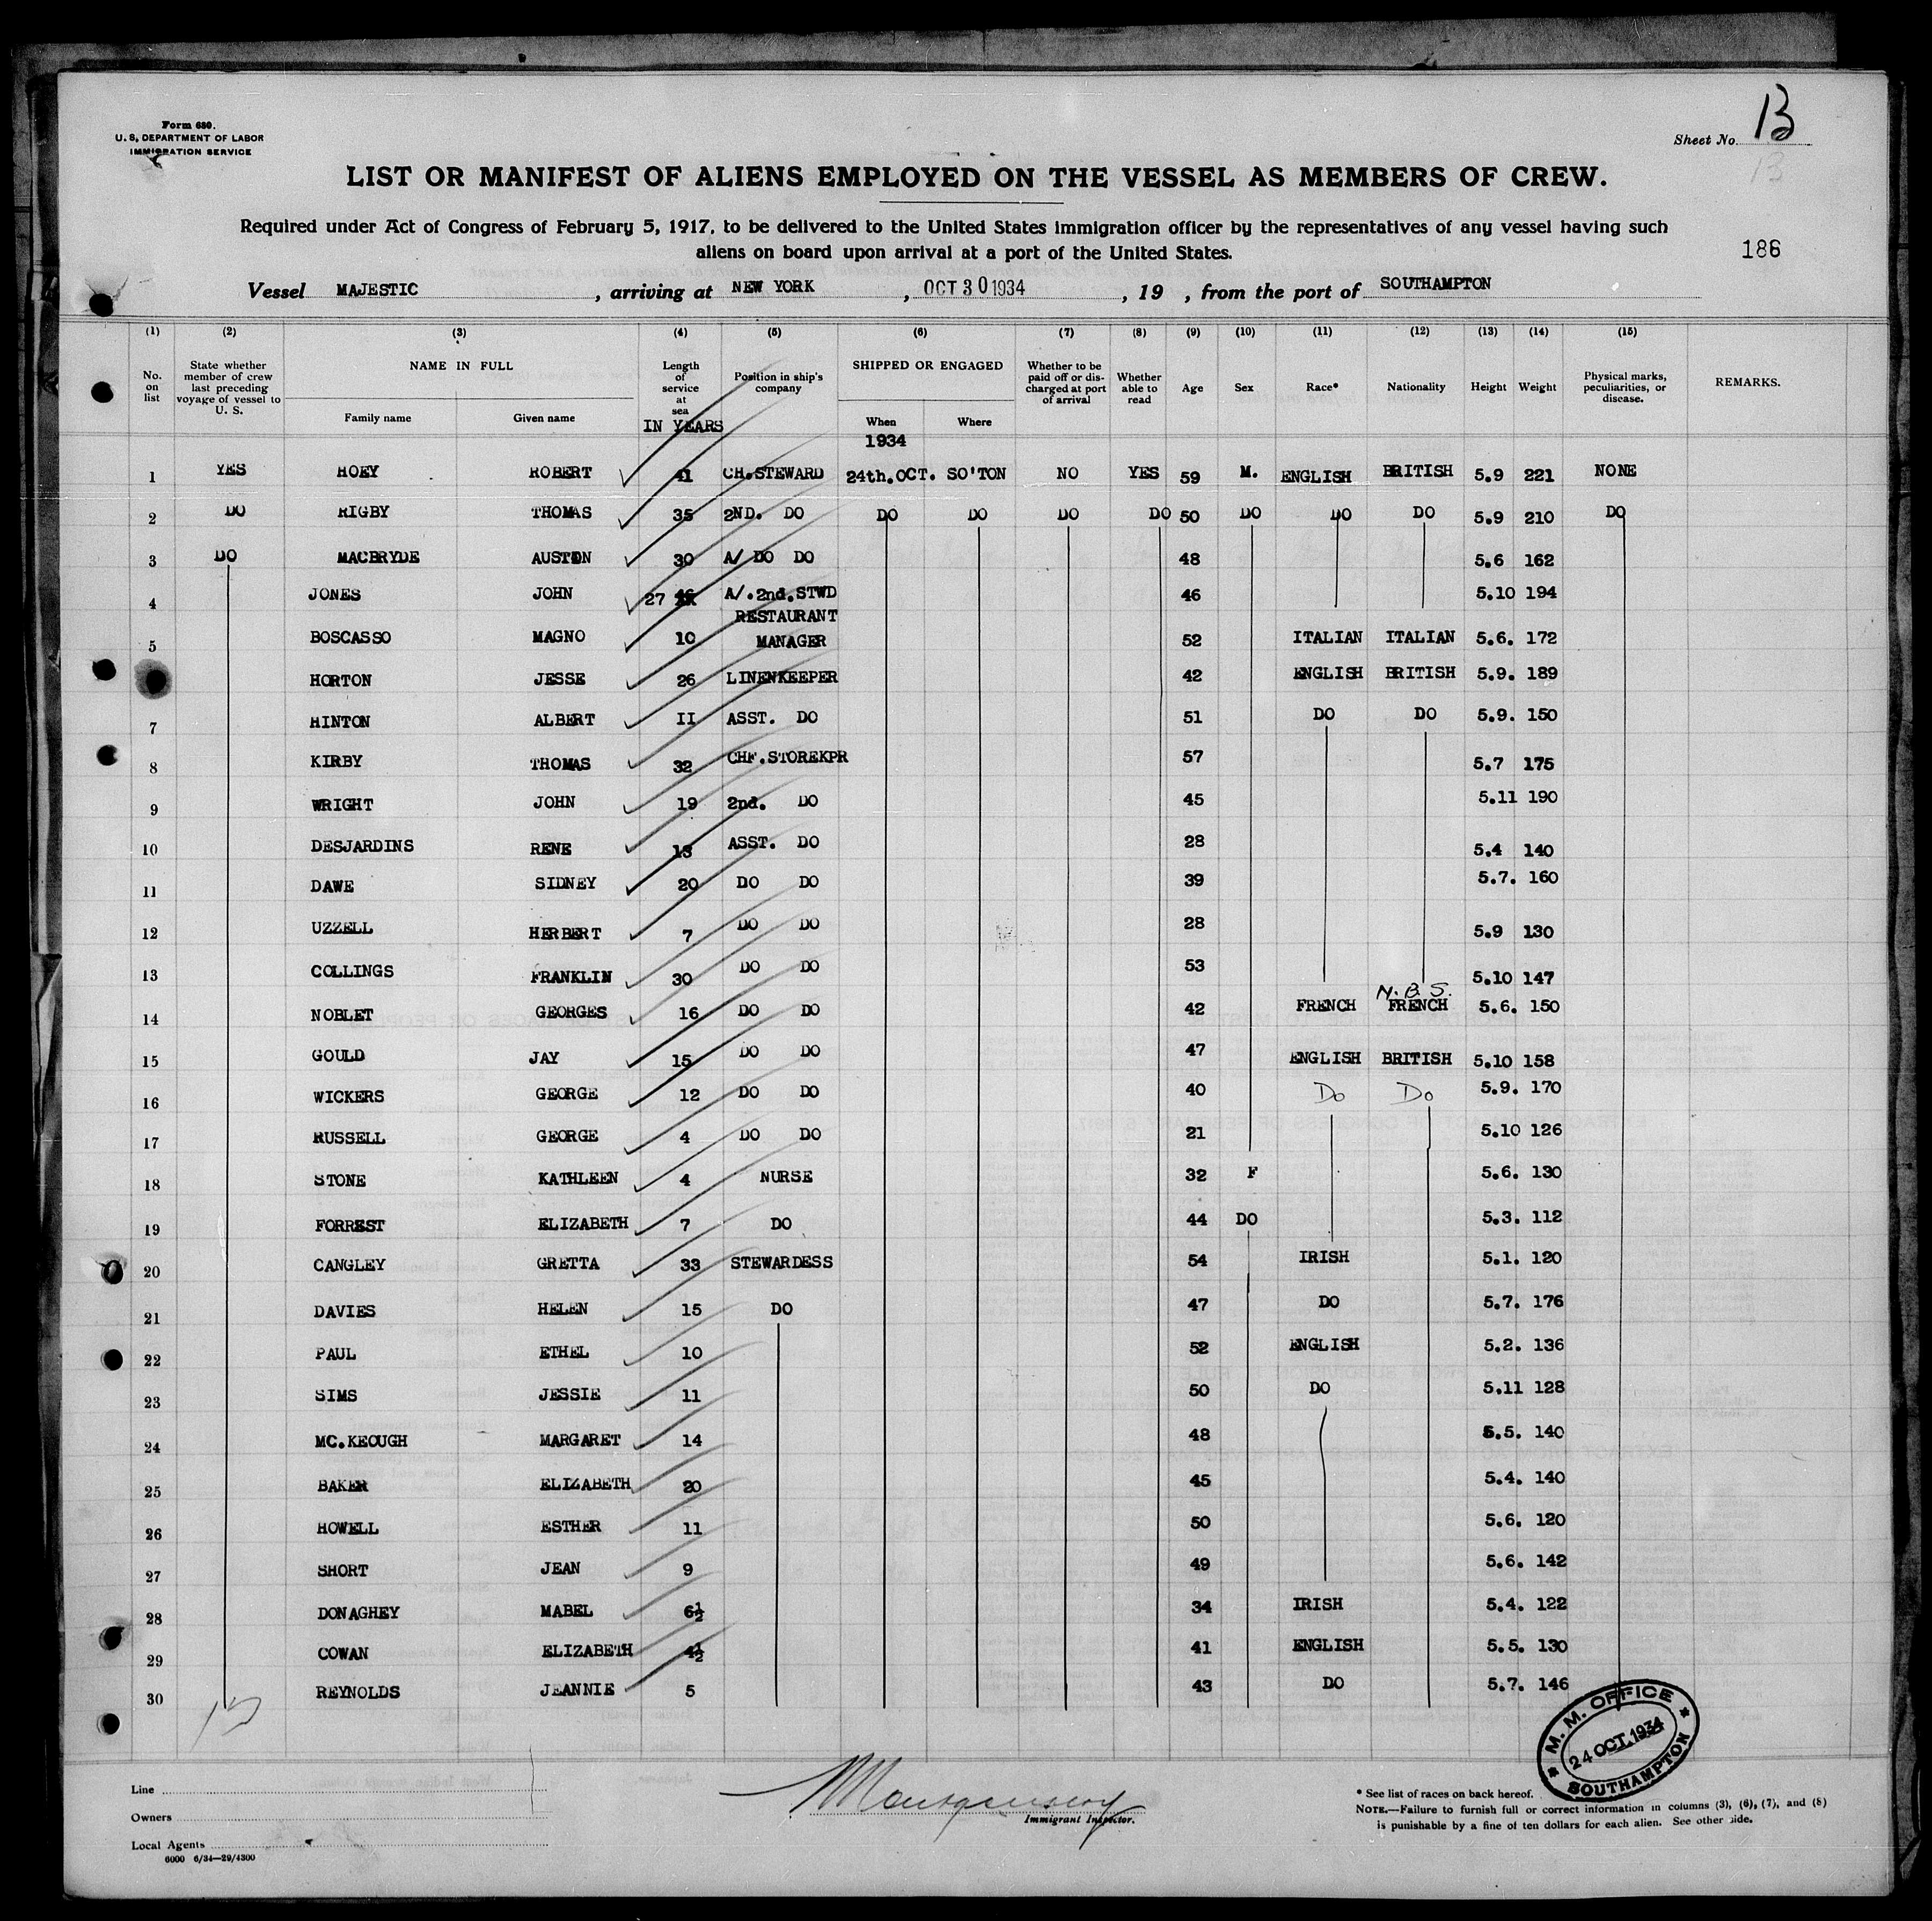 Form 680.
U. S. DEPARTMENT OF LABOR
IMMIGRATION SERVICE
Sheet No. 13
13
LIST OR MANIFEST OF ALIENS EMPLOYED ON THE VESSEL AS MEMBERS OF CREW.
Required under Act of Congress of February 5, 1917, to be delivered to the United States immigration officer by the representatives of any vessel having such
aliens on board upon arrival at a port of the United States.
186
Vessel MAJESTIC, arriving at NEW YORK, OCT 30 1934, 19 , from the port of SOUTHAMPTON
(1) (2) (3) (4) (5) (6) (7) (8) (9) (10) (11) (12) (13) (14) (15)
No. on list
State whether member of crew last preceding voyage of vessel to U. S.
NAME IN FULL
Family name Given name
Length of service at sea
IN YEARS
Position in ship's company
SHIPPED OR ENGAGED
When Where
1934
Whether to be paid off or discharged at port of arrival
Whether able to read
Age Sex Race* Nationality Height Weight
Physical marks, peculiarities, or disease.
REMARKS.
1 YES HOEY ROBERT 41 CH.STEWARD 24th.OCT. SO'TON NO YES 59 M. ENGLISH BRITISH 5.9 221 NONE
2 DO RIGBY THOMAS 35 2ND. DO DO DO DO DO 50 DO DO DO 5.9 210 DO
3 DO MACBRYDE AUSTIN 30 A/ DO DO 48 5.6 162
4 JONES JOHN 27 A/.2nd.STWD 46 5.10 194
5 BOSCASSO MAGNO 10 RESTAURANT MANAGER 52 ITALIAN ITALIAN 5.6. 172
HORTON JESSE 26 LINENKEEPER 42 ENGLISH BRITISH 5.9. 189
7 HINTON ALBERT II ASST. DO 51 DO DO 5.9. 150
8 KIRBY THOMAS 32 CHF.STOREKPR 57 5.7 175
9 WRIGHT JOHN 19 2nd. DO 45 5.11 190
10 DESJARDINS RENE 13 ASST. DO 28 5.4 140
11 DAWE SIDNEY 20 DO DO 39 5.7. 160
12 UZZELL HERBERT 7 DO DO 28 5.9 130
13 COLLINGS FRANKLIN 30 DO DO 53 5.10 147
N. B. S.
14 NOBLET GEORGES 16 DO DO 42 FRENCH FRENCH 5.6. 150
15 GOULD JAY 15 DO DO 47 ENGLISH BRITISH 5.10 158
16 WICKERS GEORGE 12 DO DO 40 Do Do 5.9. 170
17 RUSSELL GEORGE 4 DO DO 21 5.10 126
18 STONE KATHLEEN 4 NURSE 32 F 5.6. 130
19 FORREST ELIZABETH 7 DO 44 DO 5.3. 112
20 CANGLEY GRETTA 33 STEWARDESS 54 IRISH 5.1. 120
21 DAVIES HELEN 15 DO 47 DO 5.7. 176
22 PAUL ETHEL 10 52 ENGLISH 5.2. 136
23 SIMS JESSIE 11 50 DO 5.11 128
24 MC.KEOUGH MARGARET 14 48 5.5. 140
25 BAKER ELIZABETH 20 45 5.4. 140
26 HOWELL ESTHER 11 50 5.6. 120
27 SHORT JEAN 9 49 5.6. 142
28 DONAGHEY MABEL 6½ 34 IRISH 5.4. 122
29 COWAN ELIZABETH 4½ 41 ENGLISH 5.5. 130
30 REYNOLDS JEANNIE 5 43 DO 5.7. 146
M. M. OFFICE
24 OCT. 1934
SOUTHAMPTON
Line
Owners
Local Agents
6000 6/34—29/4300
Montgomery
Immigrant Inspector.
* See list of races on back hereof.
NOTE.—Failure to furnish full or correct information in columns (3), (6), (7), and (8)
is punishable by a fine of ten dollars for each alien. See other side.